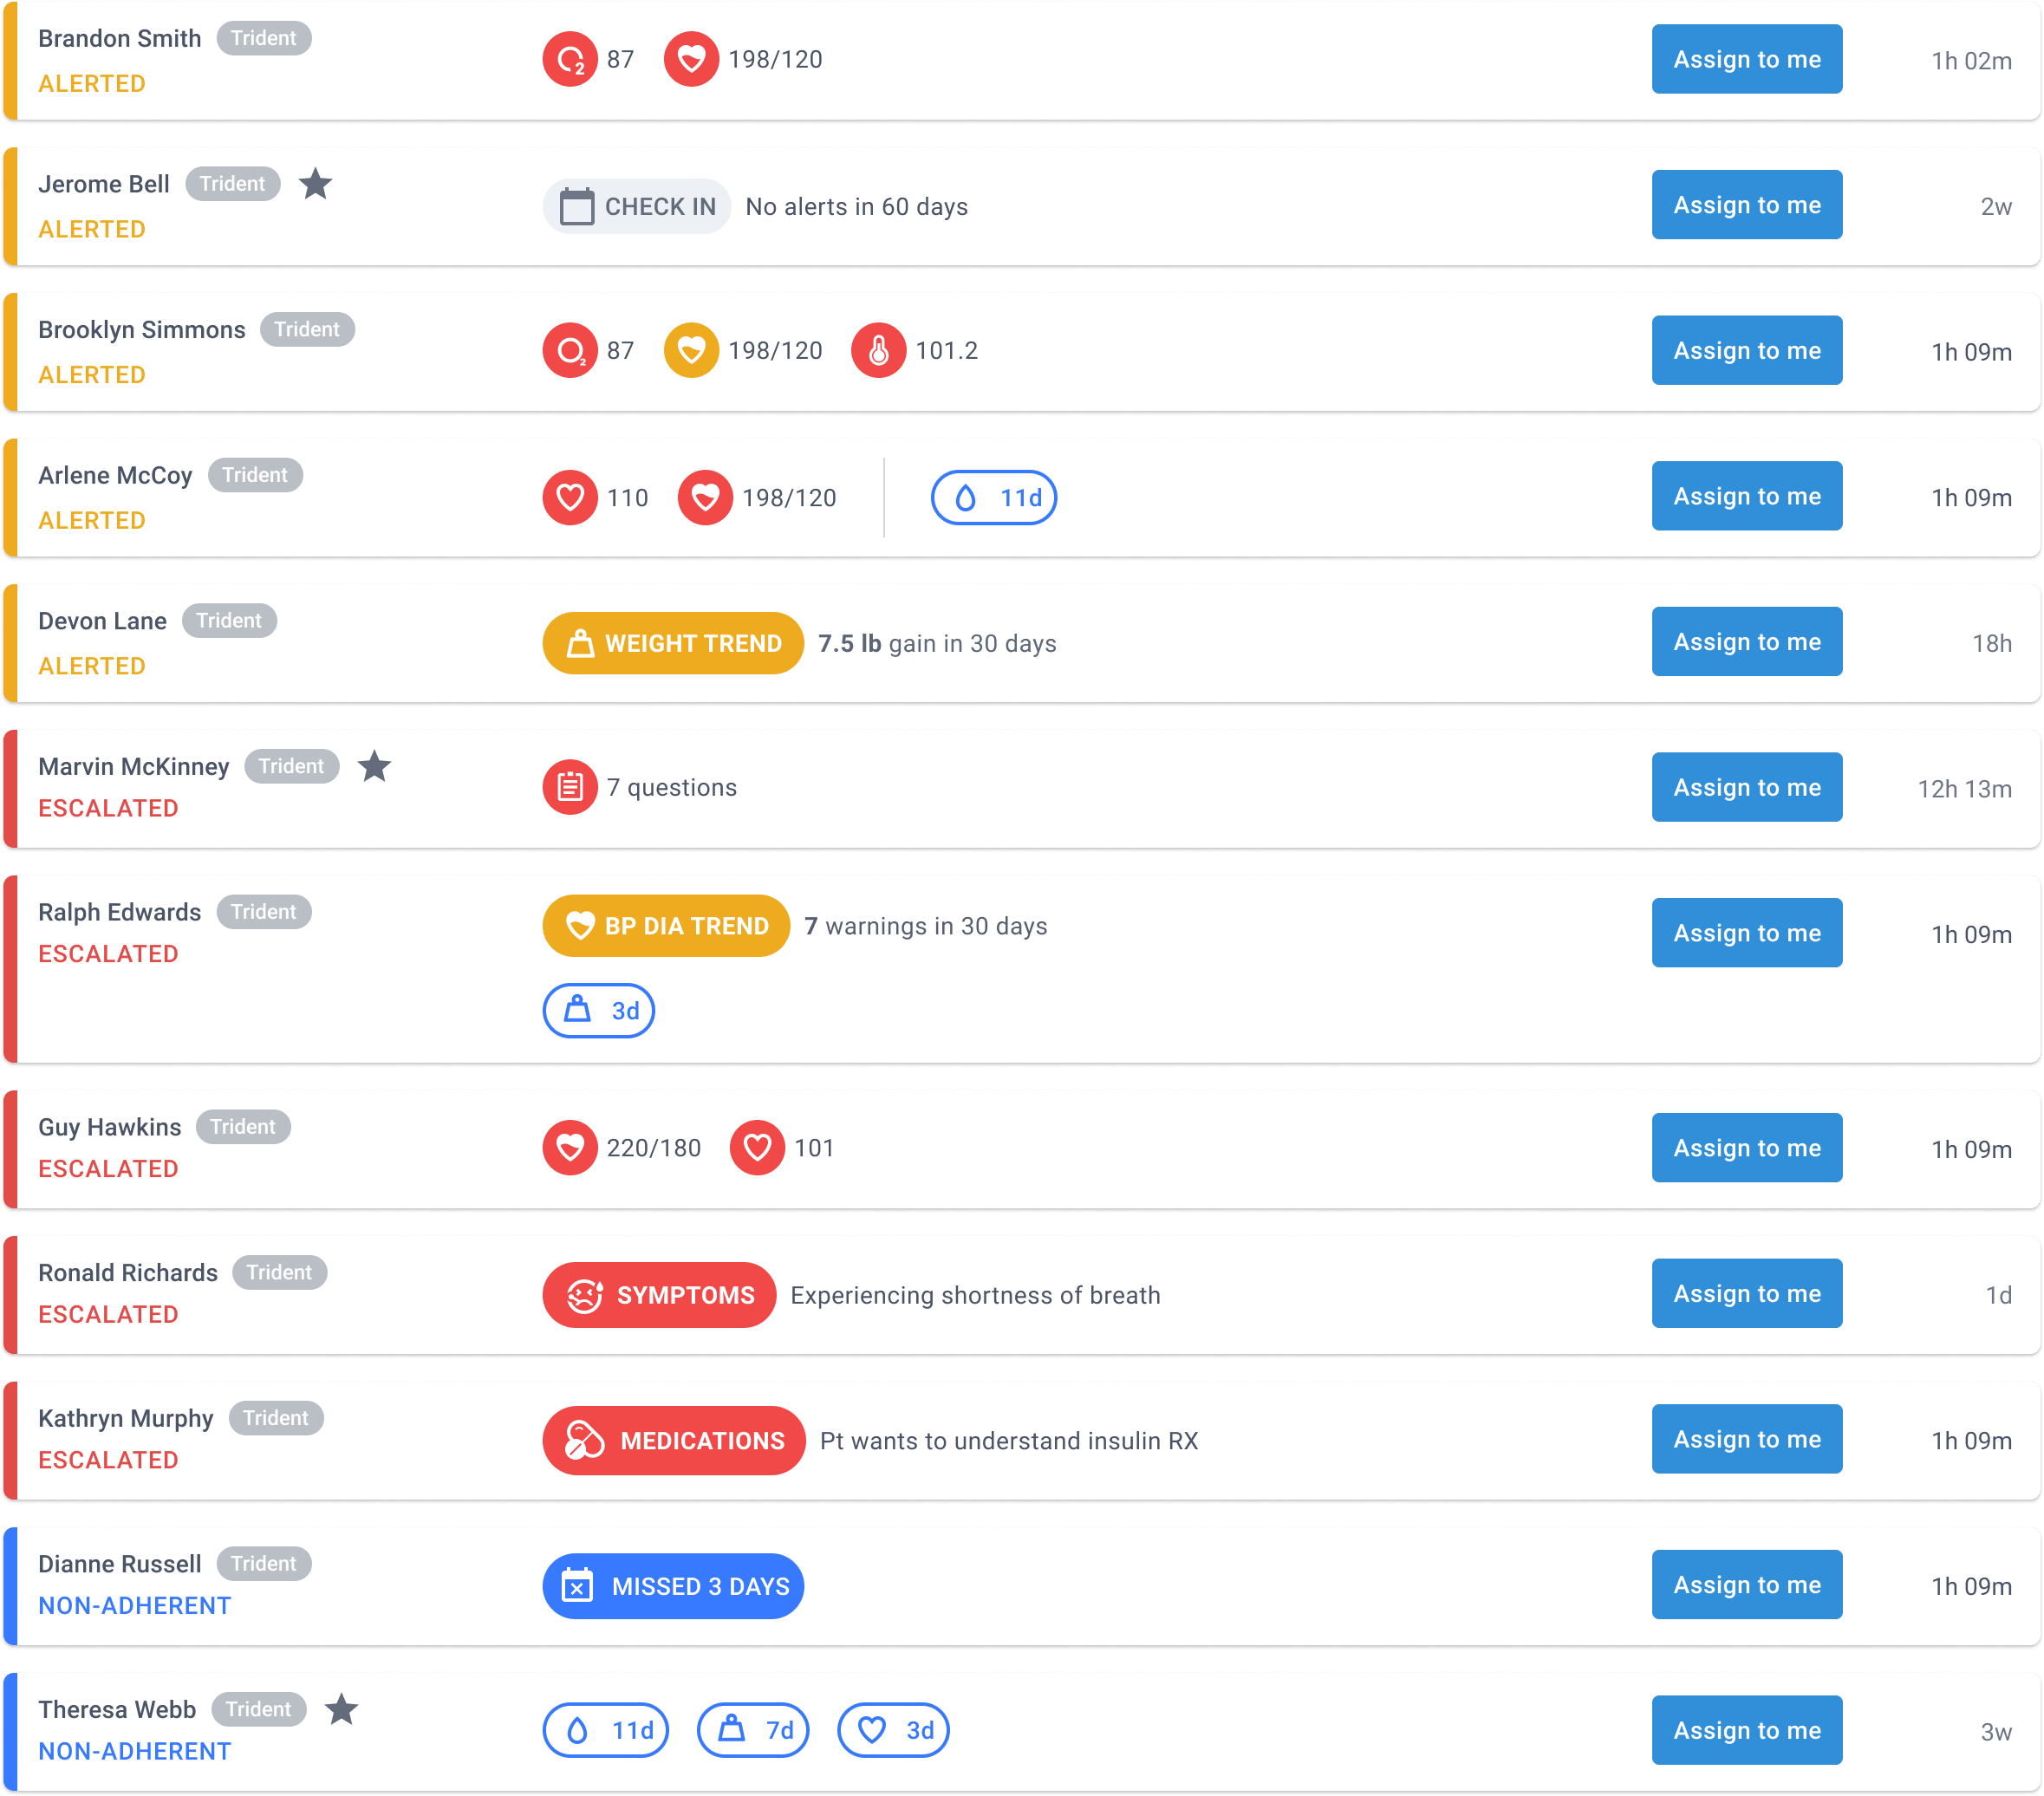 Brandon Smith Trident
ALERTED
O2 87 198/120
Assign to me 1h 02m
Jerome Bell Trident
ALERTED
CHECK IN No alerts in 60 days
Assign to me 2w
Brooklyn Simmons Trident
ALERTED
O2 87 198/120 101.2
Assign to me 1h 09m
Arlene McCoy Trident
ALERTED
110 198/120 11d
Assign to me 1h 09m
Devon Lane Trident
ALERTED
WEIGHT TREND 7.5 lb gain in 30 days
Assign to me 18h
Marvin McKinney Trident
ESCALATED
7 questions
Assign to me 12h 13m
Ralph Edwards Trident
ESCALATED
BP DIA TREND 7 warnings in 30 days
3d
Assign to me 1h 09m
Guy Hawkins Trident
ESCALATED
220/180 101
Assign to me 1h 09m
Ronald Richards Trident
ESCALATED
SYMPTOMS Experiencing shortness of breath
Assign to me 1d
Kathryn Murphy Trident
ESCALATED
MEDICATIONS Pt wants to understand insulin RX
Assign to me 1h 09m
Dianne Russell Trident
NON-ADHERENT
MISSED 3 DAYS
Assign to me 1h 09m
Theresa Webb Trident
NON-ADHERENT
11d 7d 3d
Assign to me 3w